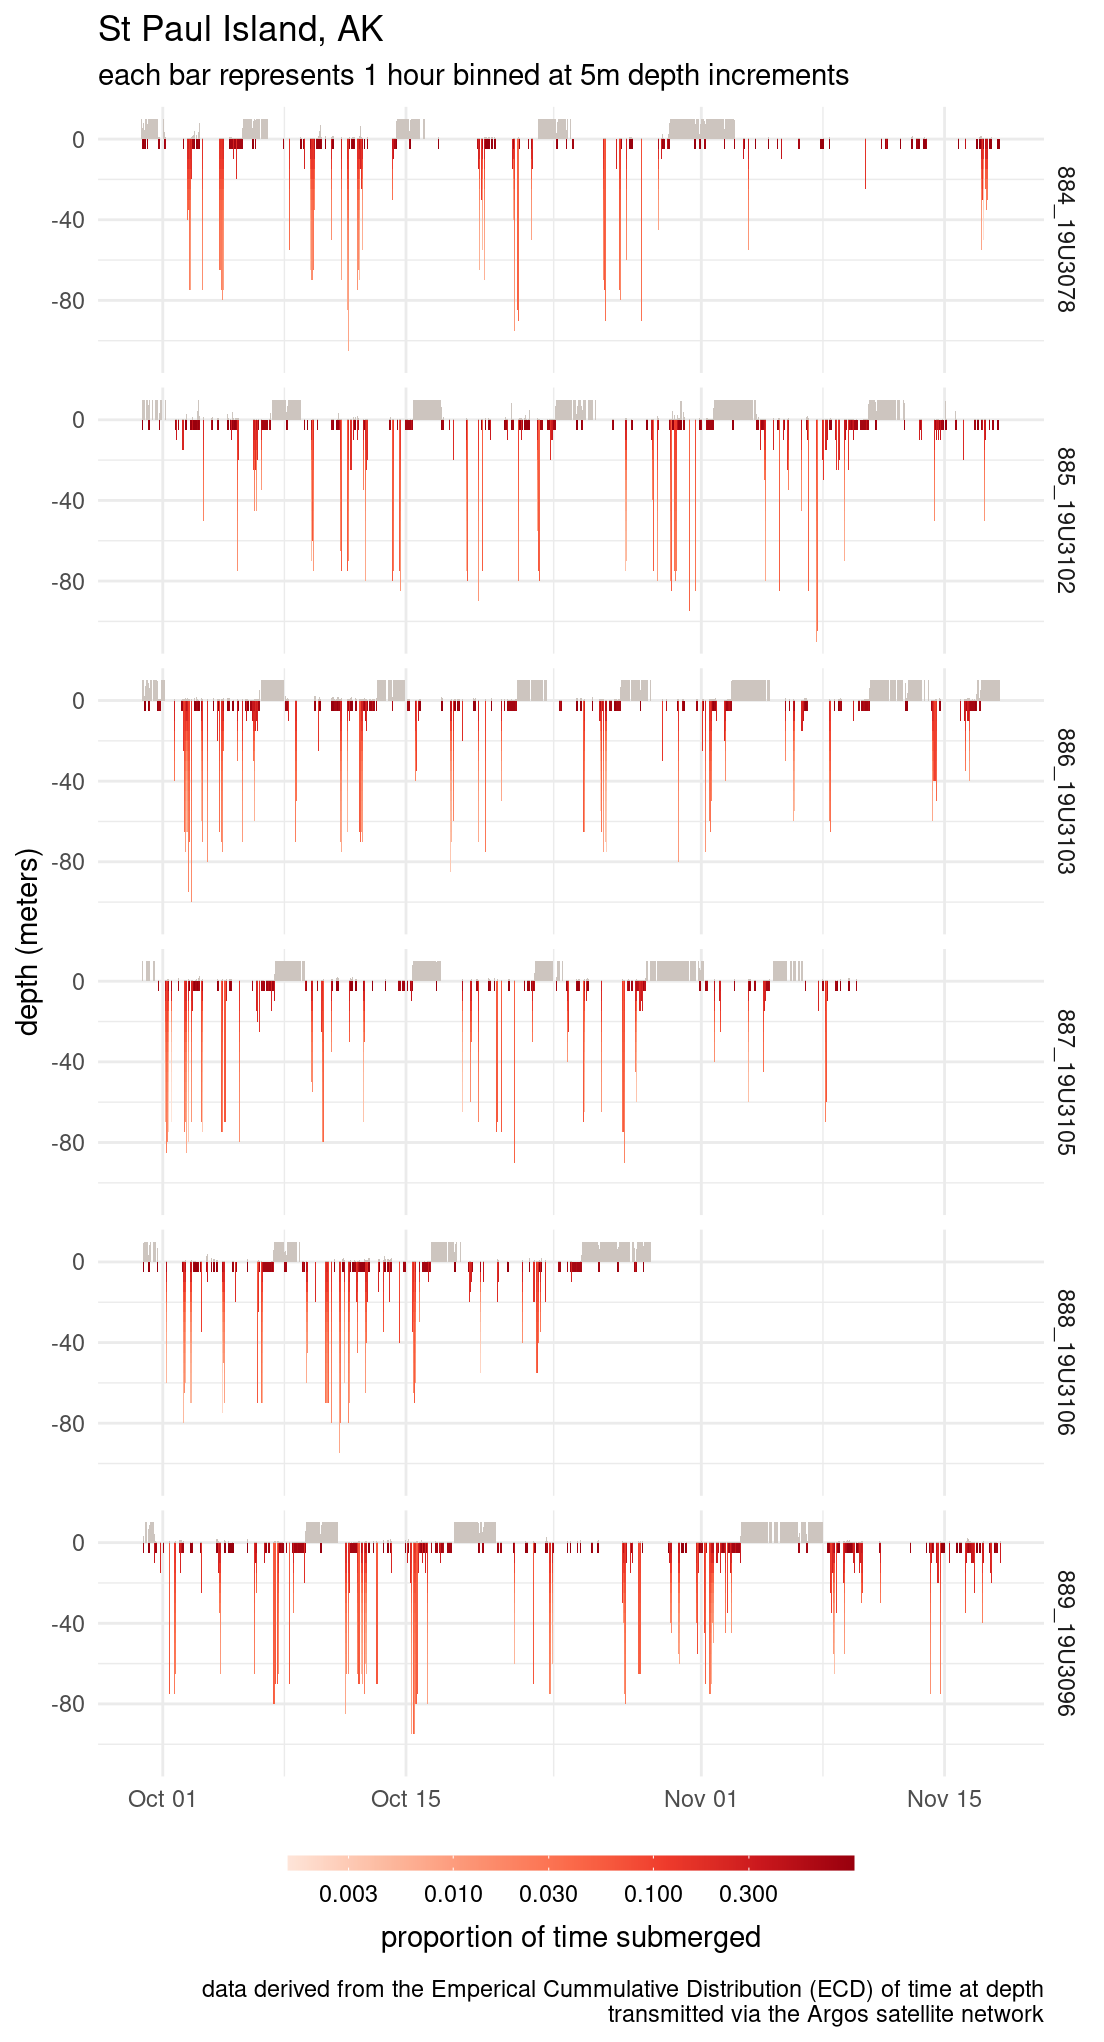 St Paul Island, AK
each bar represents 1 hour binned at 5m depth increments
0
-40
-80
884_19U3078
0
-40
-80
885_19U3102
0
-40
-80
886_19U3103
depth (meters)
0
-40
-80
887_19U3105
0
-40
-80
888_19U3106
0
-40
-80
889_19U3096
Oct 01 Oct 15 Nov 01 Nov 15
0.003 0.010 0.030 0.100 0.300
proportion of time submerged
data derived from the Emperical Cummulative Distribution (ECD) of time at depth
transmitted via the Argos satellite network